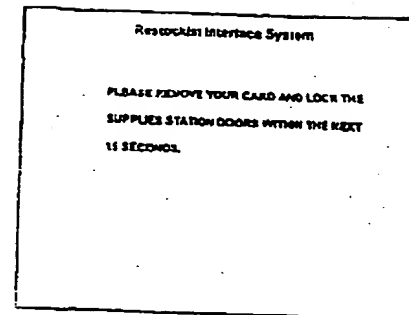 Restockist Interface System
PLEASE REMOVE YOUR CARD AND LOCK THE
SUPPLIES STATION DOORS WITHIN THE NEXT
15 SECONDS.